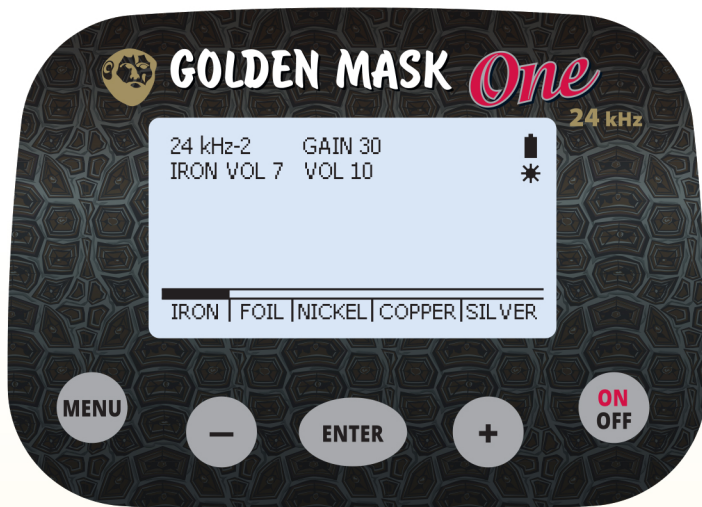 GOLDEN MASK One
24 kHz
24 kHz-2 GAIN 30
IRON VOL 7 VOL 10
IRON FOIL NICKEL COPPER SILVER
MENU
ON
OFF
− ENTER +